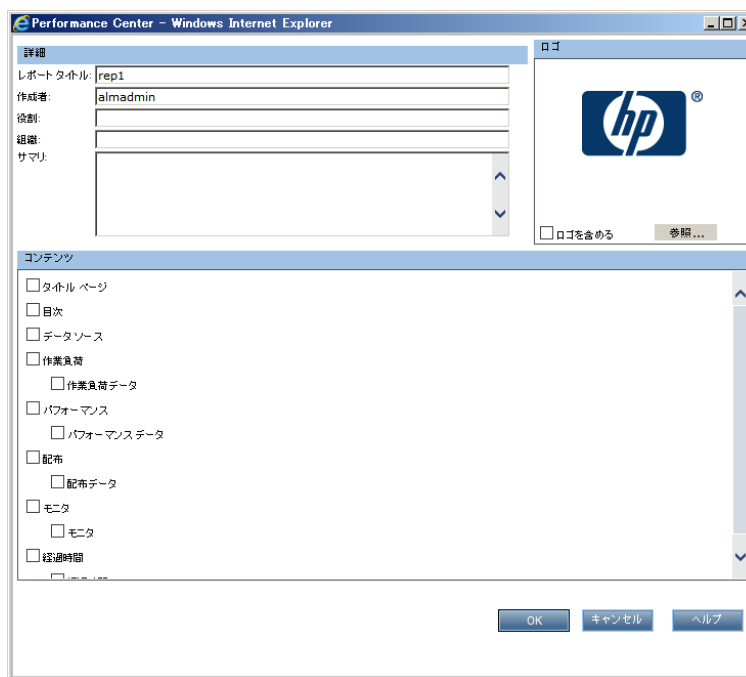 Performance Center - Windows Internet Explorer
詳細
レポート タイトル: rep1
作成者: almadmin
役割:
組織:
サマリ:
ロゴ
hp ®
ロゴを含める 参照...
コンテンツ
タイトル ページ
目次
データ ソース
作業負荷
作業負荷データ
パフォーマンス
パフォーマンス データ
配布
配布データ
モニタ
モニタ
経過時間
OK キャンセル ヘルプ